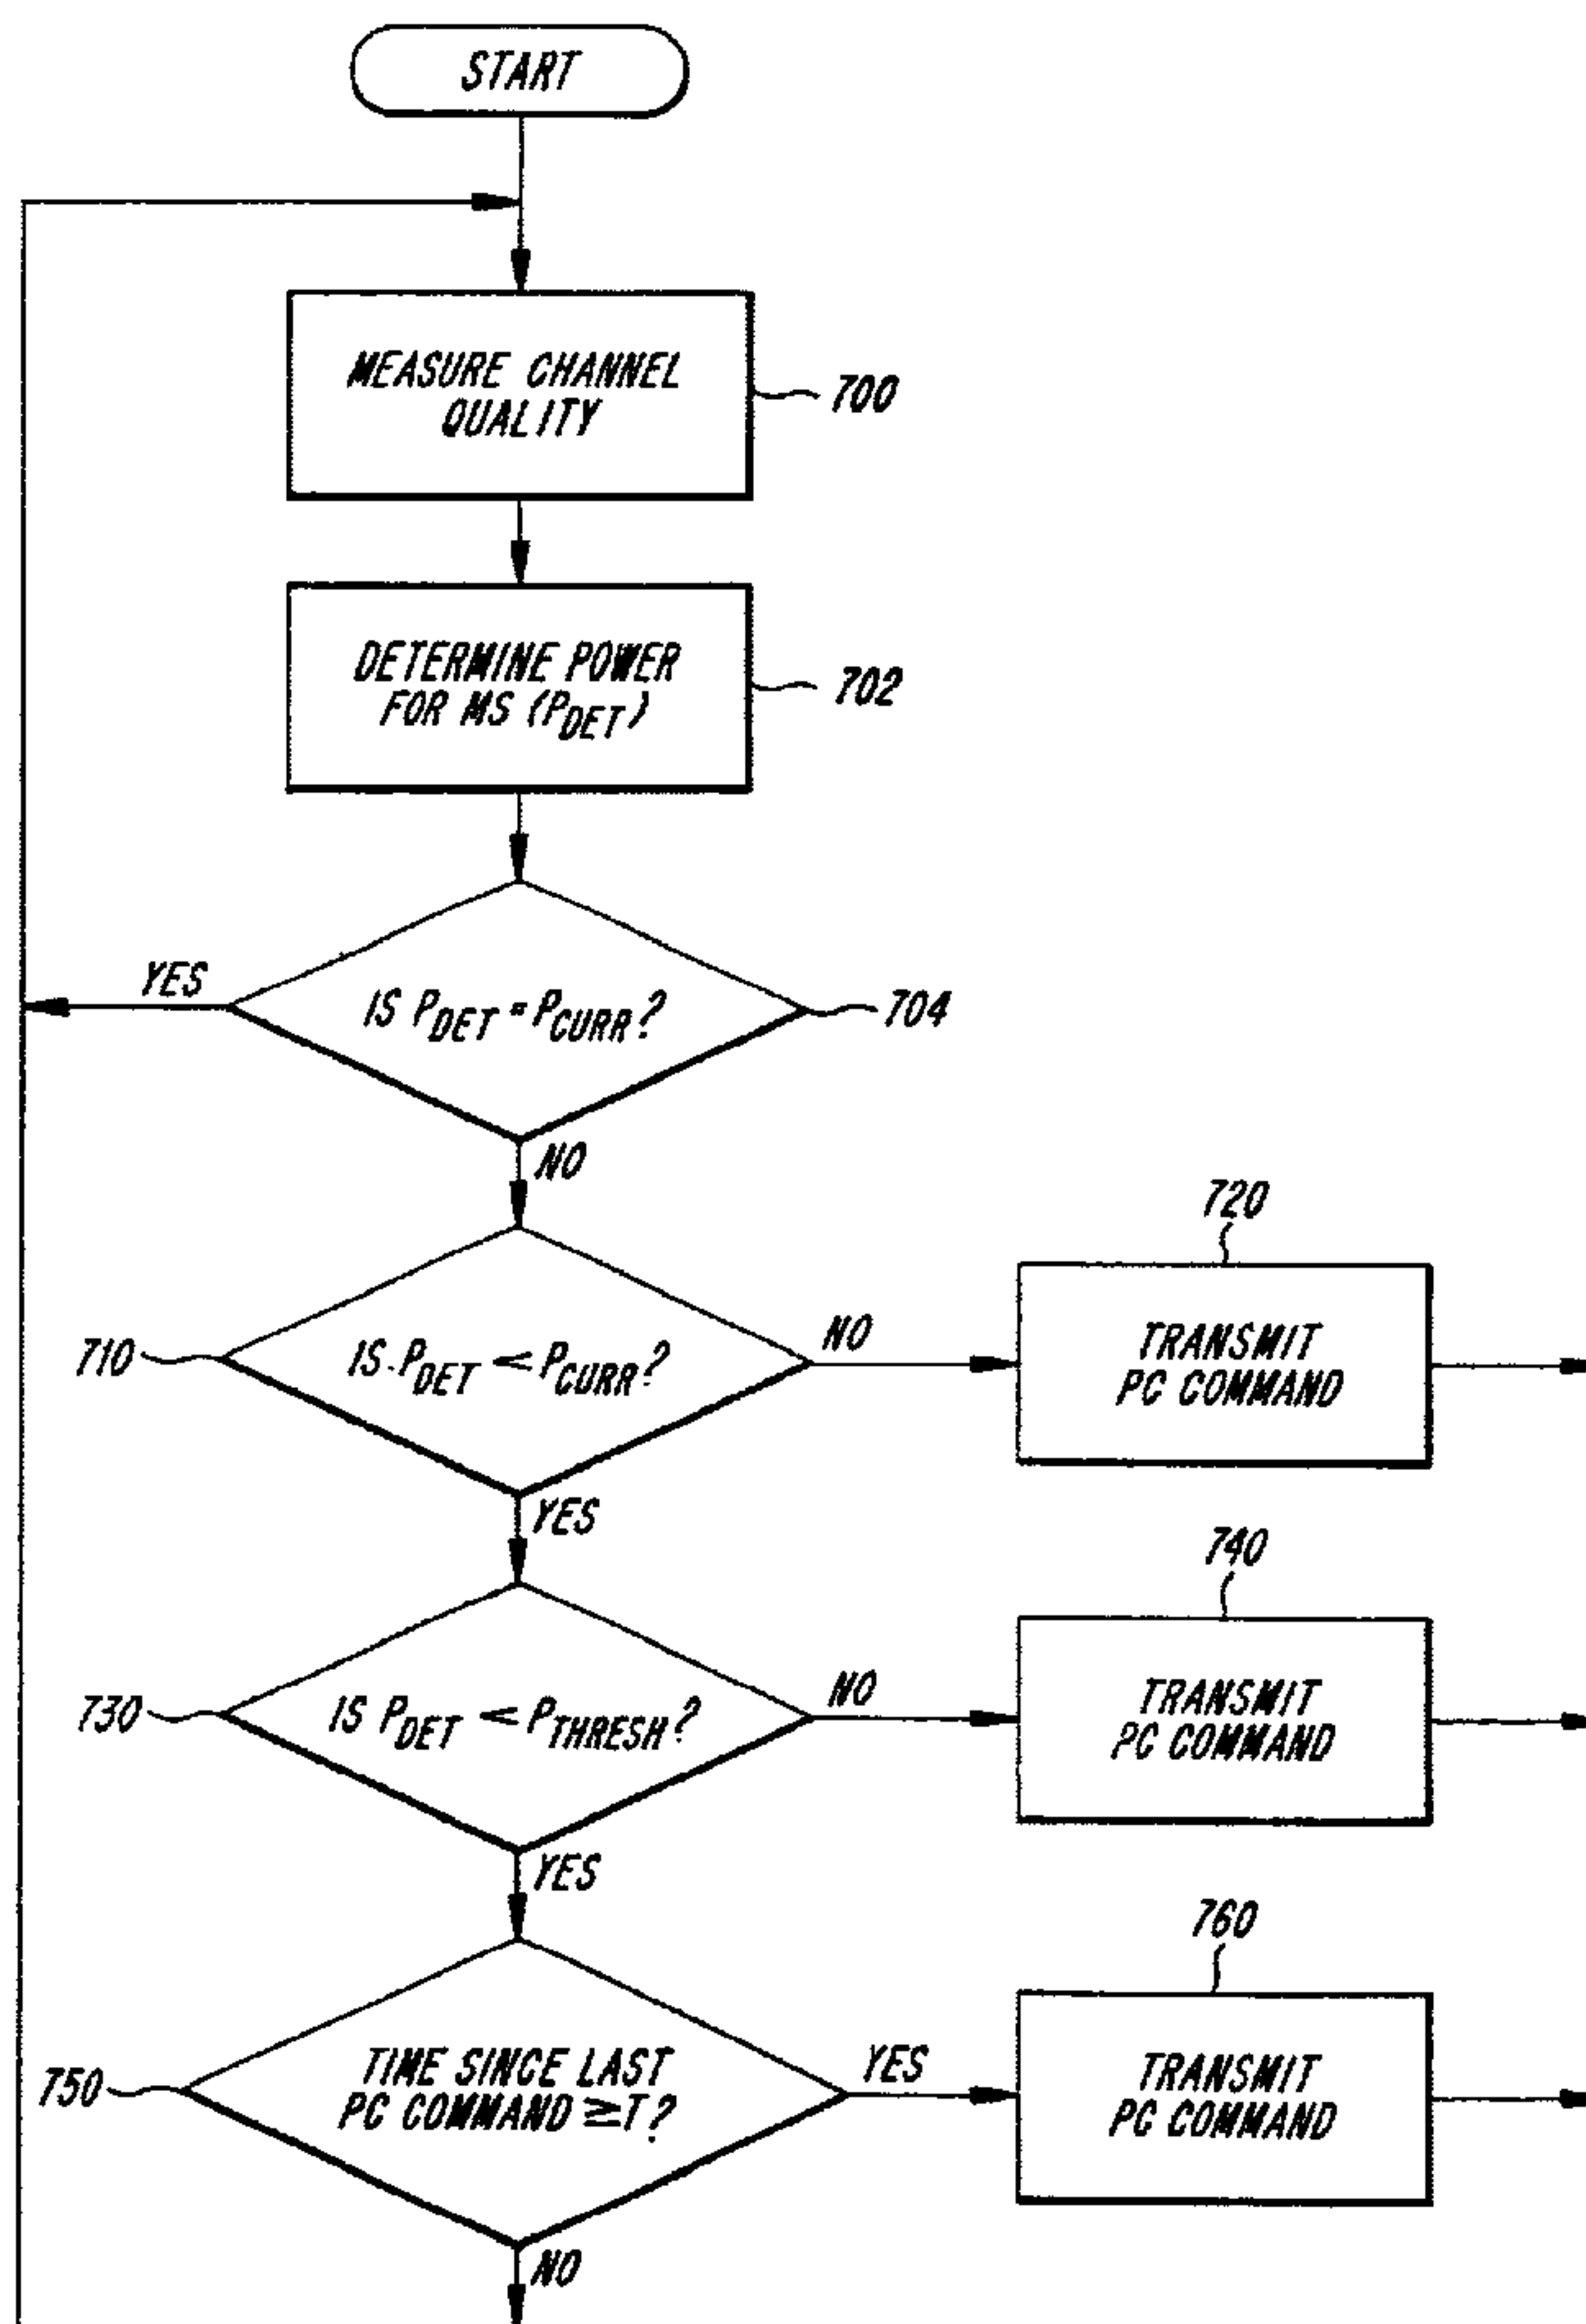 START
MEASURE CHANNEL
QUALITY
700
DETERMINE POWER
FOR MS (PDET)
702
YES
IS PDET = PCURR?
704
NO
720
710
IS PDET < PCURR?
NO
TRANSMIT
PC COMMAND
YES
740
730
IS PDET < PTHRESH?
NO
TRANSMIT
PC COMMAND
YES
760
750
TIME SINCE LAST
PC COMMAND ≥T?
YES
TRANSMIT
PC COMMAND
NO